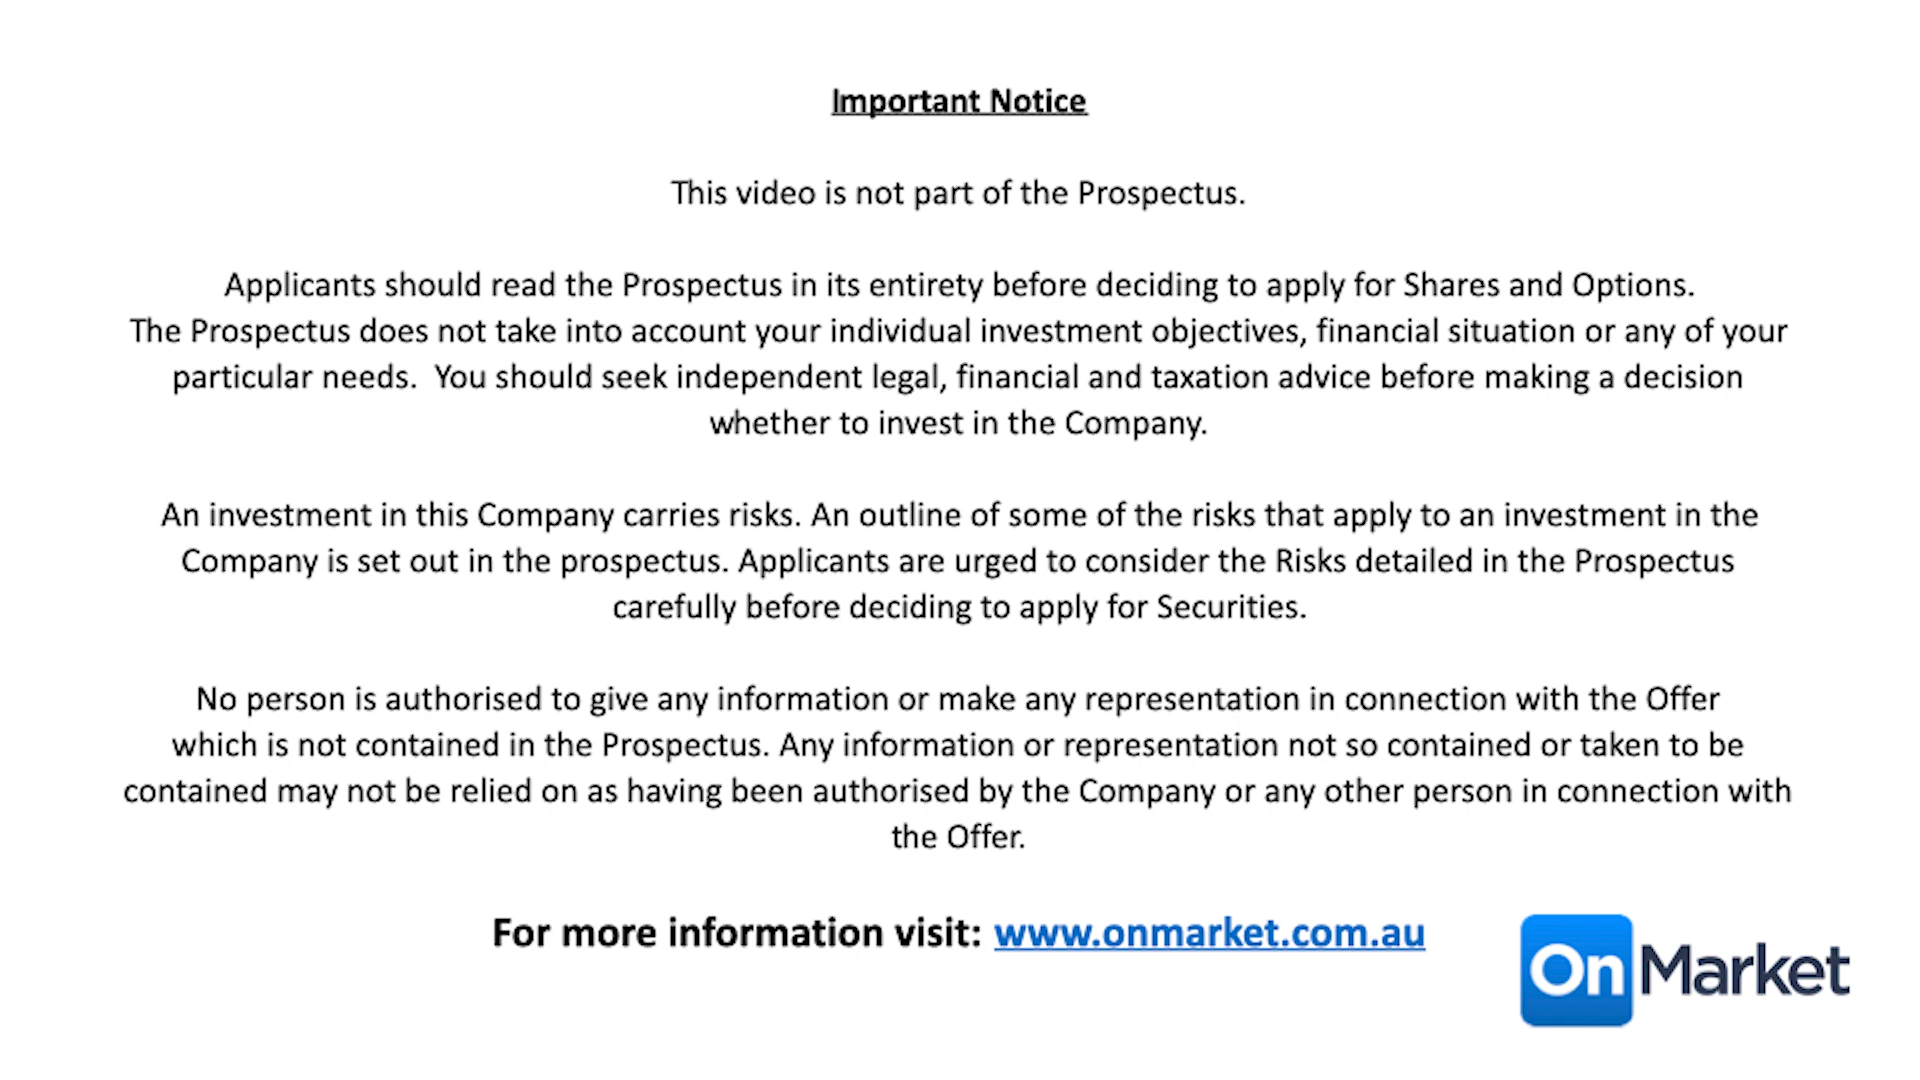 Important Notice
This video is not part of the Prospectus.
Applicants should read the Prospectus in its entirety before deciding to apply for Shares and Options.
The Prospectus does not take into account your individual investment objectives, financial situation or any of your
particular needs.  You should seek independent legal, financial and taxation advice before making a decision
whether to invest in the Company.
An investment in this Company carries risks. An outline of some of the risks that apply to an investment in the
Company is set out in the prospectus. Applicants are urged to consider the Risks detailed in the Prospectus
carefully before deciding to apply for Securities.
No person is authorised to give any information or make any representation in connection with the Offer
which is not contained in the Prospectus. Any information or representation not so contained or taken to be
contained may not be relied on as having been authorised by the Company or any other person in connection with
the Offer.
For more information visit: www.onmarket.com.au
OnMarket